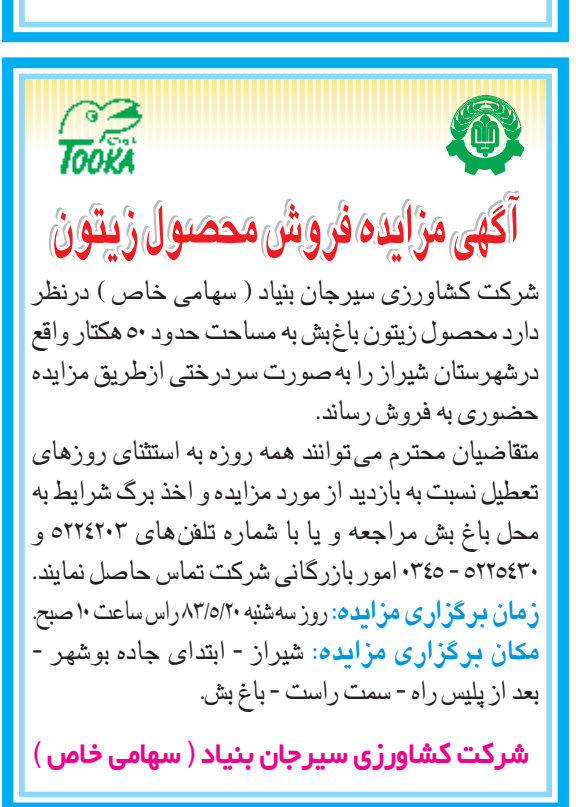 TOOKA
آگهی مزایده فروش محصول زیتون
شرکت کشاورزی سیرجان بنیاد ( سهامی خاص ) درنظر
دارد محصول زیتون باغ بش به مساحت حدود ۵۰ هکتار واقع
درشهرستان شیراز را به صورت سردرختی ازطریق مزایده
حضوری به فروش رساند.
متقاضیان محترم می توانند همه روزه به استثنای روزهای
تعطیل نسبت به بازدید از مورد مزایده و اخذ برگ شرایط به
محل باغ بش مراجعه و یا با شماره تلفن های ۵۲۲٤۲۰۳ و
۵۲۲۵٤۳۰ - ۰۳٤۵ امور بازرگانی شرکت تماس حاصل نمایند.
زمان برگزاری مزایده: روز سه شنبه ۸۳/۵/۲۰ راس ساعت ۱۰ صبح.
مکان برگزاری مزایده: شیراز - ابتدای جاده بوشهر -
بعد از پلیس راه - سمت راست - باغ بش.
شرکت کشاورزی سیرجان بنیاد ( سهامی خاص )